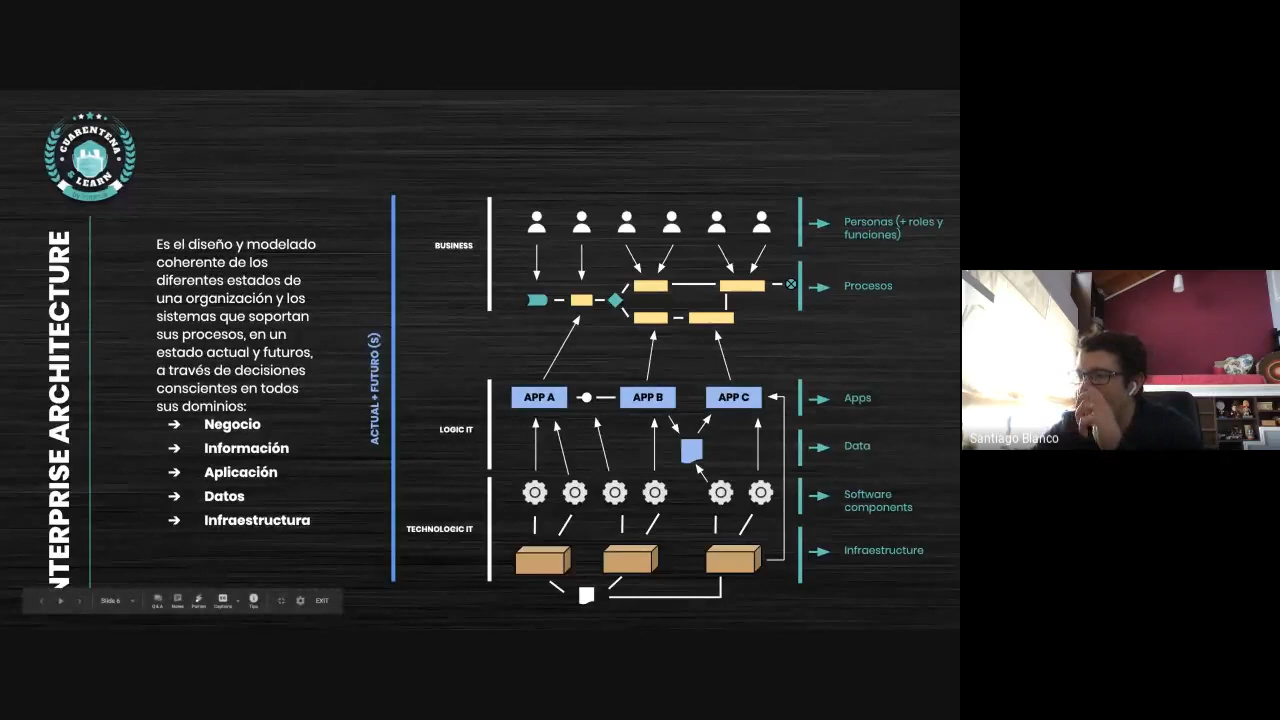 CUARENTENA
& LEARN
NTERPRISE ARCHITECTURE
Es el diseño y modelado
coherente de los
diferentes estados de
una organización y los
sistemas que soportan
sus procesos, en un
estado actual y futuros,
a través de decisiones
conscientes en todos
sus dominios:
➔ Negocio
➔ Información
➔ Aplicación
➔ Datos
➔ Infraestructura
ACTUAL + FUTURO (S)
BUSINESS
LOGIC IT
TECHNOLOGIC IT
APP A
APP B
APP C
Personas (+ roles y
funciones)
Procesos
Apps
Data
Software
components
Infraestructure
Slide 6
Q&A
Notes
Pointer
Captions
Tips
EXIT
Santiago Blanco